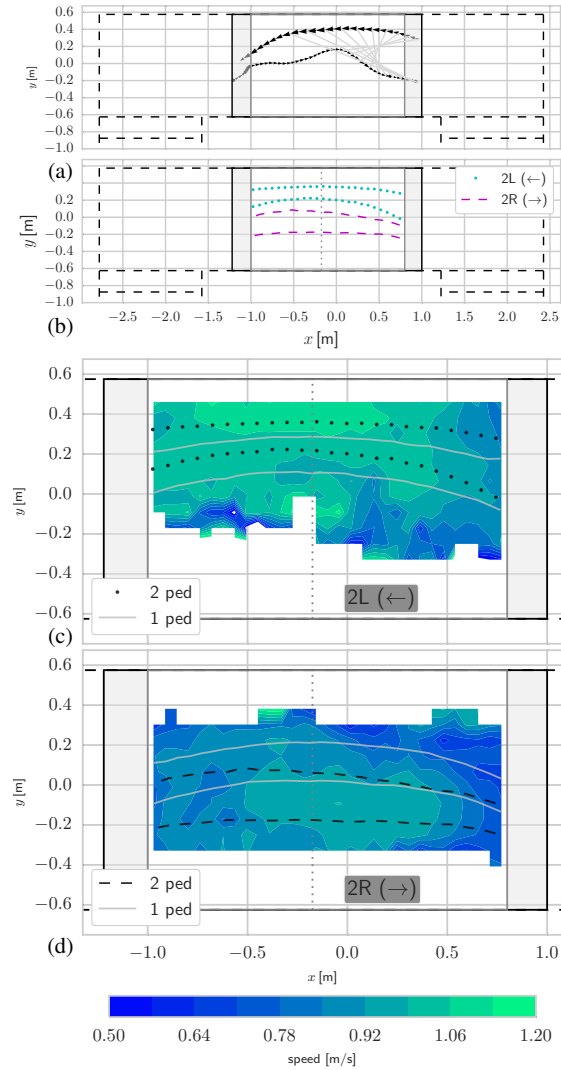 0.6
0.4
0.2
0.0
−0.2
−0.4
−0.6
−0.8
−1.0
y [m]
(a)
0.4
0.2
0.0
−0.2
−0.4
−0.6
−0.8
−1.0
y [m]
2L (←)
2R (→)
(b)
−2.5 −2.0 −1.5 −1.0 −0.5 0.0 0.5 1.0 1.5 2.0 2.5
x [m]
0.6
0.4
0.2
0.0
−0.2
−0.4
−0.6
y [m]
2 ped
1 ped
2L (←)
(c)
0.6
0.4
0.2
0.0
−0.2
−0.4
−0.6
y [m]
2 ped
1 ped
2R (→)
(d)
−1.0 −0.5 0.0 0.5 1.0
x [m]
0.50 0.64 0.78 0.92 1.06 1.20
speed [m/s]